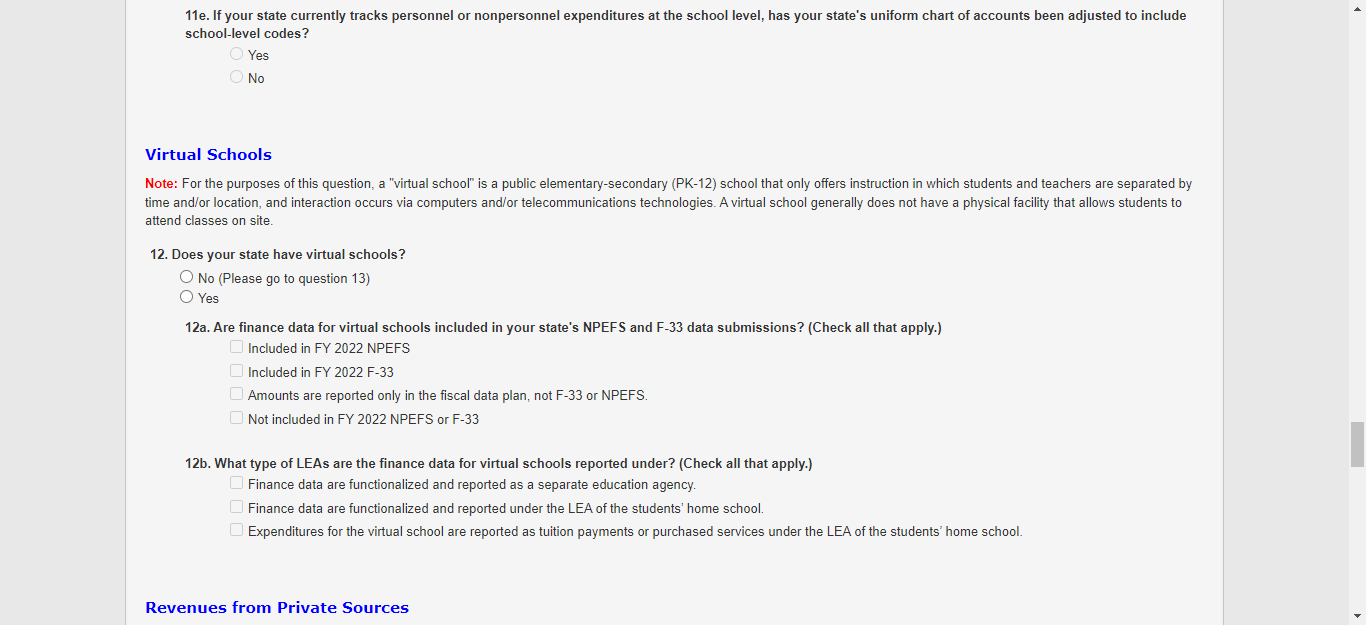 11e. If your state currently tracks personnel or nonpersonnel expenditures at the school level, has your state's uniform chart of accounts been adjusted to include
school-level codes?
Yes
No
Virtual Schools
Note: For the purposes of this question, a "virtual school" is a public elementary-secondary (PK-12) school that only offers instruction in which students and teachers are separated by
time and/or location, and interaction occurs via computers and/or telecommunications technologies. A virtual school generally does not have a physical facility that allows students to
attend classes on site.
12. Does your state have virtual schools?
No (Please go to question 13)
Yes
12a. Are finance data for virtual schools included in your state's NPEFS and F-33 data submissions? (Check all that apply.)
Included in FY 2022 NPEFS
Included in FY 2022 F-33
Amounts are reported only in the fiscal data plan, not F-33 or NPEFS.
Not included in FY 2022 NPEFS or F-33
12b. What type of LEAs are the finance data for virtual schools reported under? (Check all that apply.)
Finance data are functionalized and reported as a separate education agency.
Finance data are functionalized and reported under the LEA of the students' home school.
Expenditures for the virtual school are reported as tuition payments or purchased services under the LEA of the students' home school.
Revenues from Private Sources